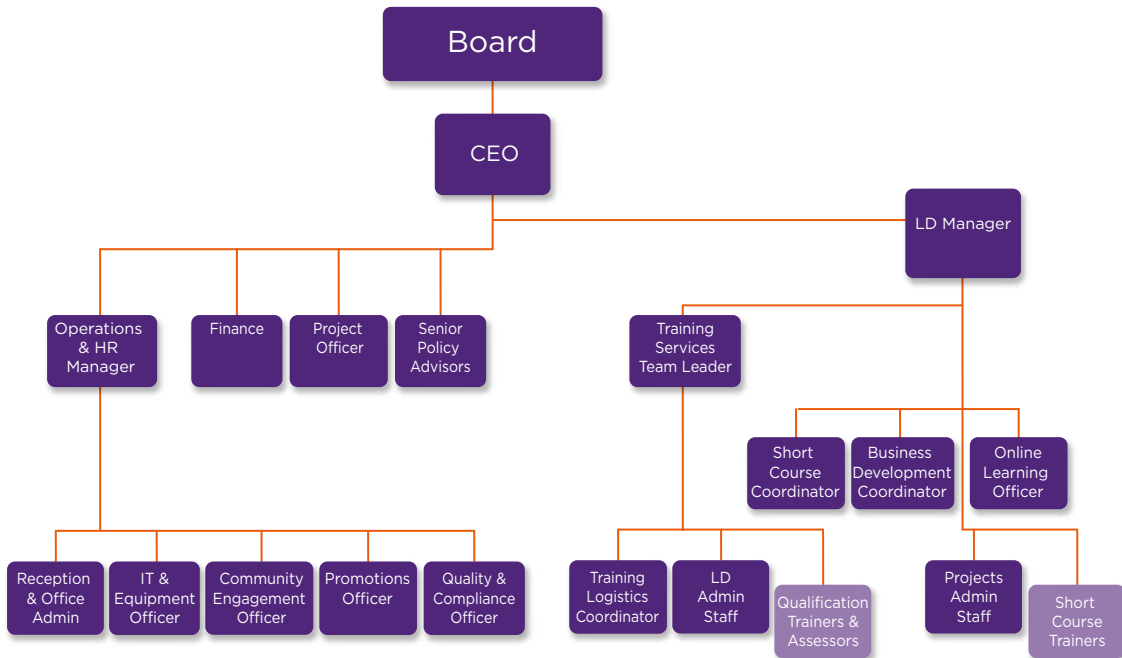 Board
CEO
LD Manager
Operations
& HR
Manager
Finance
Project
Officer
Senior
Policy
Advisors
Training
Services
Team Leader
Short
Course
Coordinator
Business
Development
Coordinator
Online
Learning
Officer
Reception
& Office
Admin
IT &
Equipment
Officer
Community
Engagement
Officer
Promotions
Officer
Quality &
Compliance
Officer
Training
Logistics
Coordinator
LD
Admin
Staff
Qualification
Trainers &
Assessors
Projects
Admin
Staff
Short
Course
Trainers